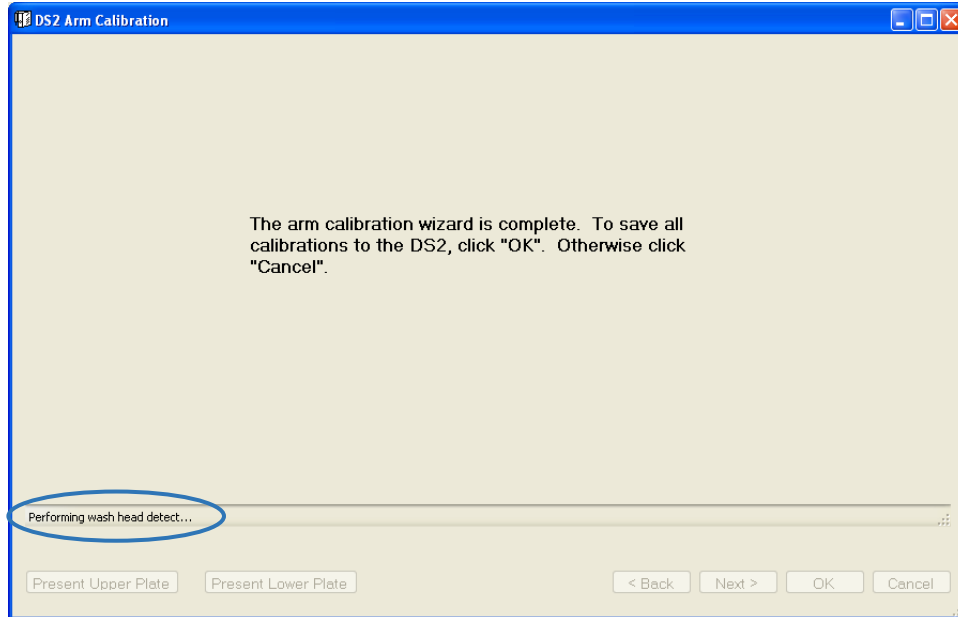 DS2 Arm Calibration
The arm calibration wizard is complete.  To save all
calibrations to the DS2, click "OK".  Otherwise click
"Cancel".
Performing wash head detect...
Present Upper Plate
Present Lower Plate
< Back
Next >
OK
Cancel